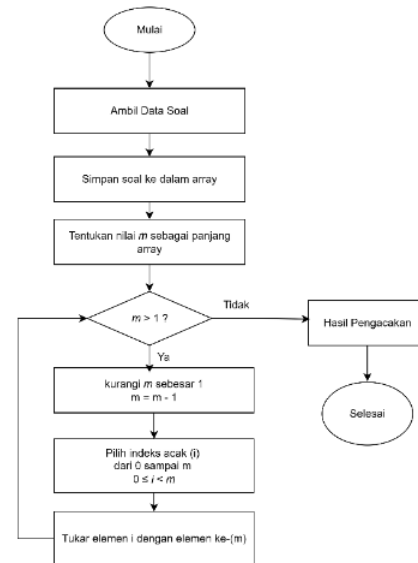 Mulai
Ambil Data Soal
Simpan soal ke dalam array
Tentukan nilai m sebagai panjang
array
m > 1 ?
Tidak
Hasil Pengacakan
Selesai
Ya
kurangi m sebesar 1
m = m - 1
Pilih indeks acak (i)
dari 0 sampai m
0 ≤ i < m
Tukar elemen i dengan elemen ke-(m)